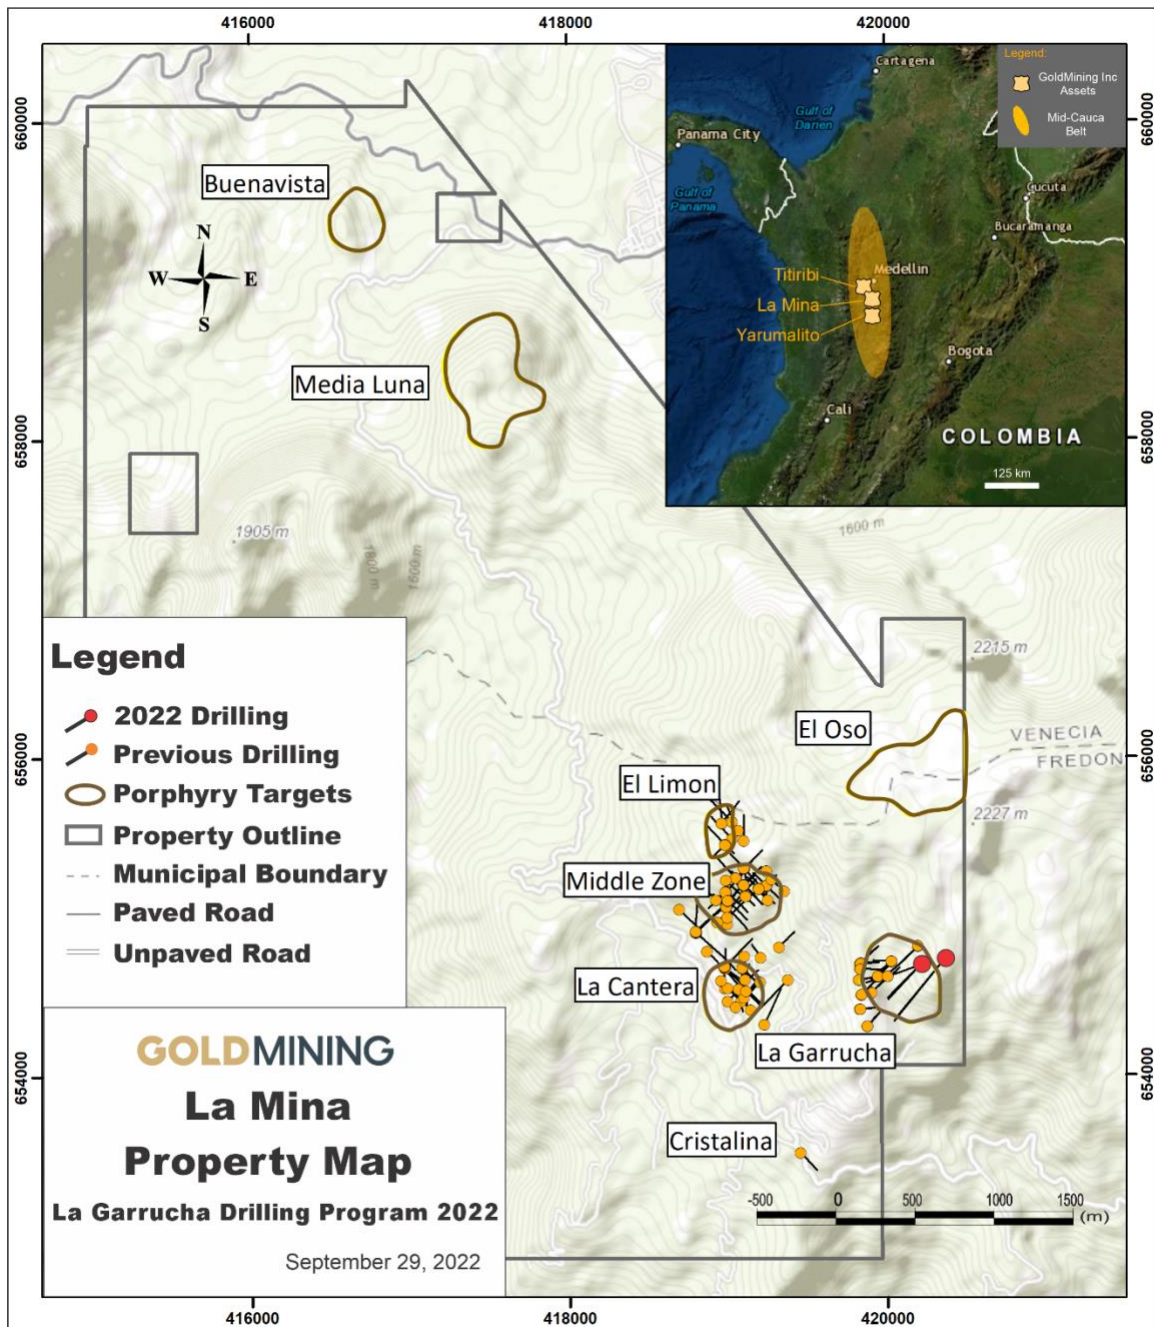 416000
418000
420000
660000
658000
656000
654000
660000
658000
656000
654000
Legend:
GoldMining Inc
Assets
Mid-Cauca
Belt
Cartagena
Gulf of
Darien
Panama City
Gulf of
Panama
Cucuta
Bucaramanga
Medellin
Titiribi
La Mina
Yarumalito
Bogota
Cali
COLOMBIA
125 km
Buenavista
N
W
E
S
Media Luna
1905 m
1800 m
1600 m
1600 m
2215 m
El Oso
VENECIA
FREDON
2227 m
El Limon
Middle Zone
La Cantera
La Garrucha
Cristalina
Legend
2022 Drilling
Previous Drilling
Porphyry Targets
Property Outline
Municipal Boundary
Paved Road
Unpaved Road
GOLDMINING
La Mina
Property Map
La Garrucha Drilling Program 2022
September 29, 2022
-500 0 500 1000 1500
(m)
416000
418000
420000